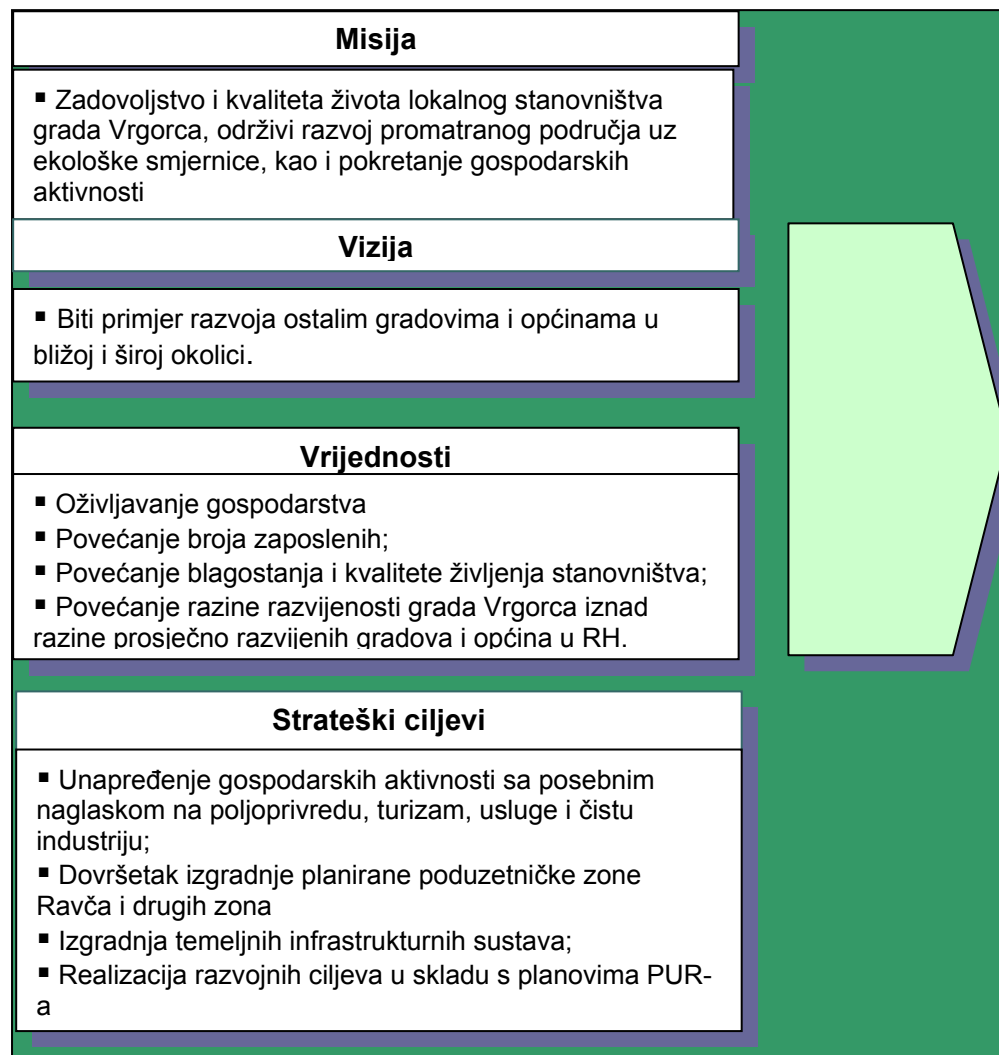 Misija
▪ Zadovoljstvo i kvaliteta života lokalnog stanovništva
grada Vrgorca, održivi razvoj promatranog područja uz
ekološke smjernice, kao i pokretanje gospodarskih
aktivnosti
Vizija
▪ Biti primjer razvoja ostalim gradovima i općinama u
bližoj i široj okolici.
Vrijednosti
▪ Oživljavanje gospodarstva
▪ Povećanje broja zaposlenih;
▪ Povećanje blagostanja i kvalitete življenja stanovništva;
▪ Povećanje razine razvijenosti grada Vrgorca iznad
razine prosječno razvijenih gradova i općina u RH.
Strateški ciljevi
▪ Unapređenje gospodarskih aktivnosti sa posebnim
naglaskom na poljoprivredu, turizam, usluge i čistu
industriju;
▪ Dovršetak izgradnje planirane poduzetničke zone
Ravča i drugih zona
▪ Izgradnja temeljnih infrastrukturnih sustava;
▪ Realizacija razvojnih ciljeva u skladu s planovima PUR-
a